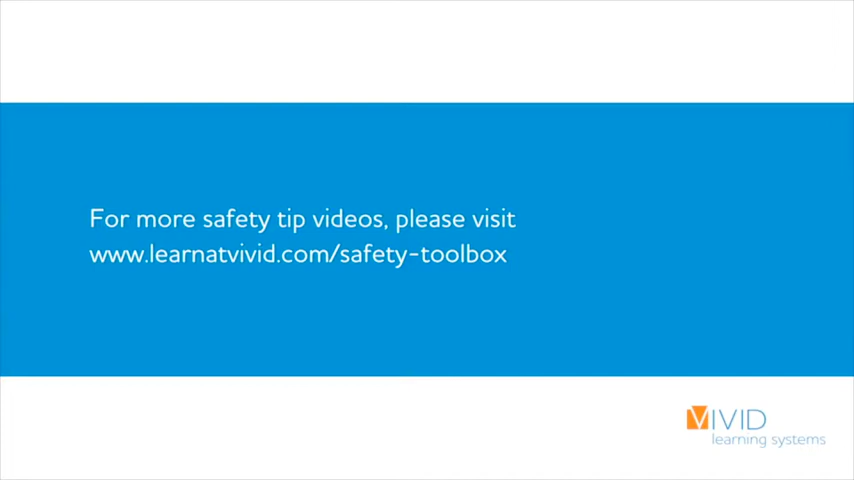 For more safety tip videos, please visit
www.learnatvivid.com/safety-toolbox
VIVID
learning systems